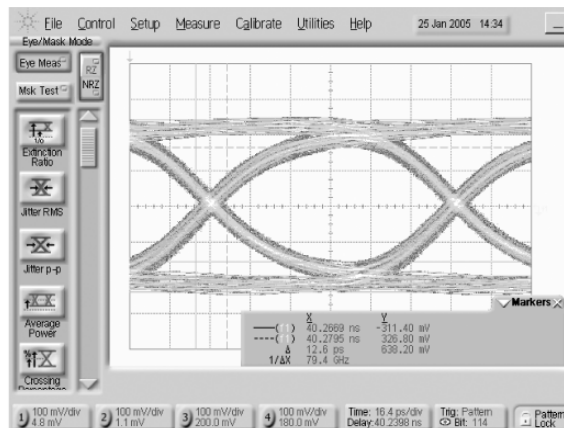 File Control Setup Measure Calibrate Utilities Help 25 Jan 2005 14:34
Eye/Mask Mode
Eye Meas
RZ
NRZ
Msk Test
1/0
Extinction
Ratio
Jitter RMS
Jitter p-p
Average
Power
Crossing
Markers
X Y
40.2669 ns -311.40 mV
40.2795 ns 326.80 mV
Δ 12.6 ps 638.20 mV
1/ΔX 79.4 GHz
1) 100 mV/div 4.8 mV
2) 100 mV/div 1.1 mV
3) 100 mV/div 200.0 mV
4) 100 mV/div 180.0 mV
Time: 16.4 ps/div
Delay:40.2398 ns
Trig: Pattern
Bit: 114
Pattern
Lock